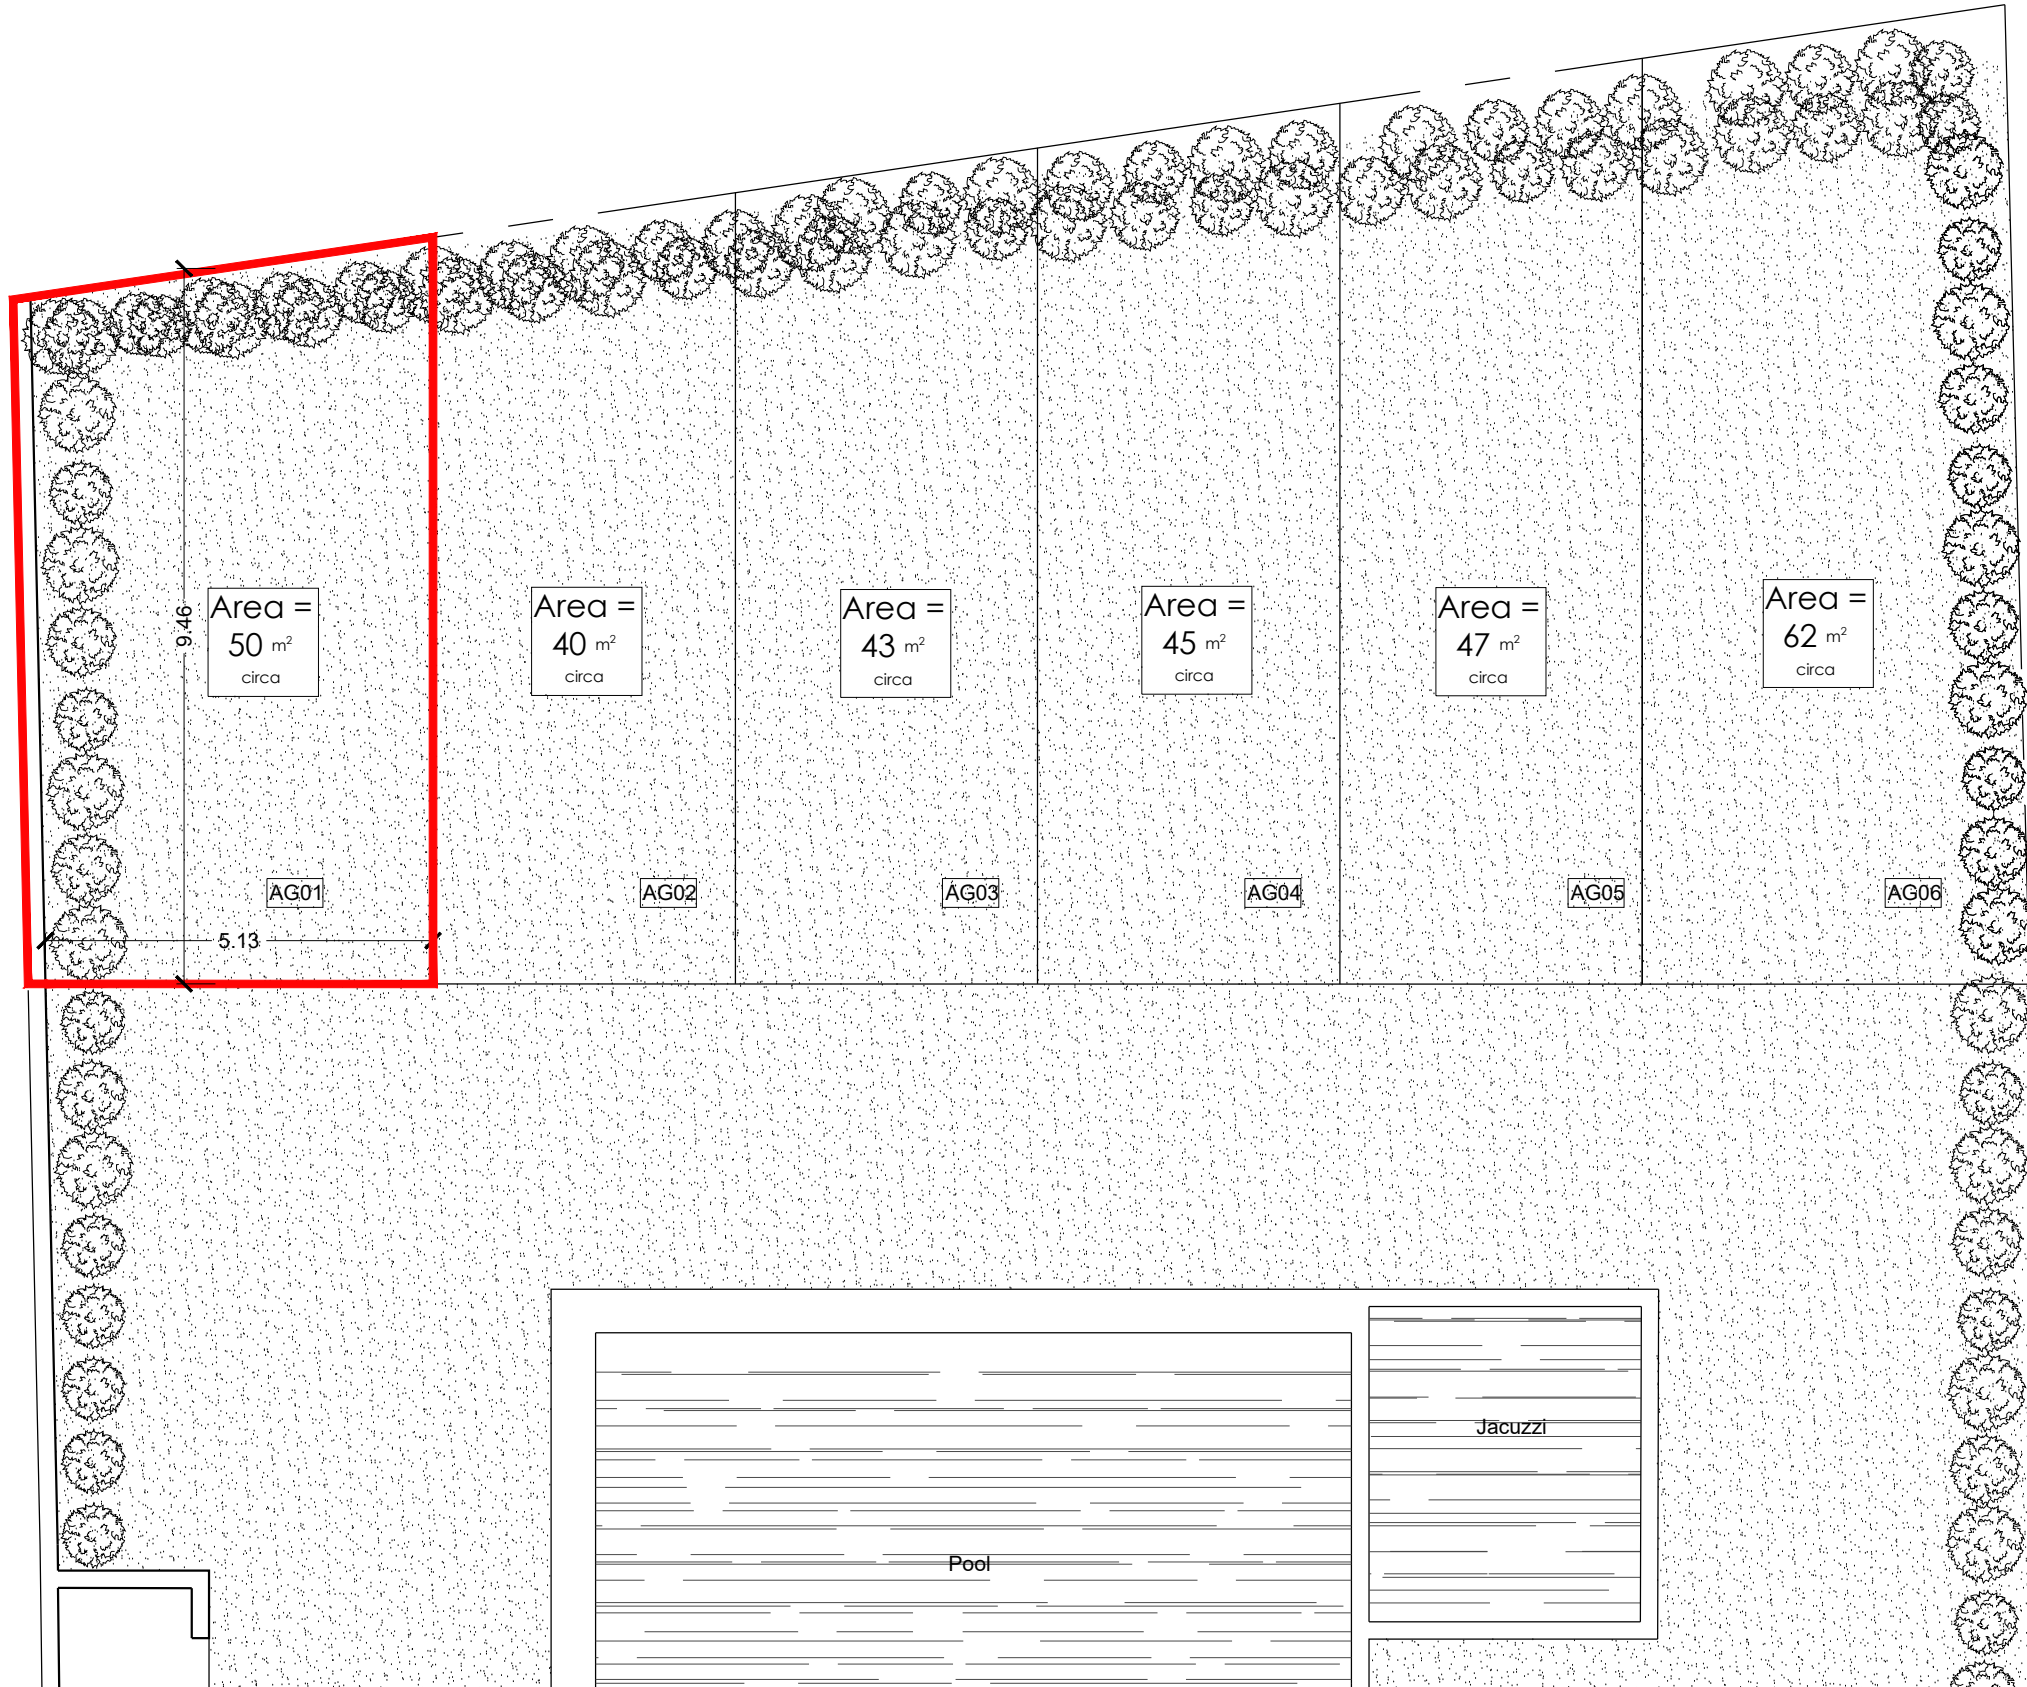 Area =
50 m²
circa
Area =
40 m²
circa
Area =
43 m²
circa
Area =
45 m²
circa
Area =
47 m²
circa
Area =
62 m²
circa
9.46
AG01
AG02
AG03
AG04
AG05
AG06
5.13
Jacuzzi
Pool